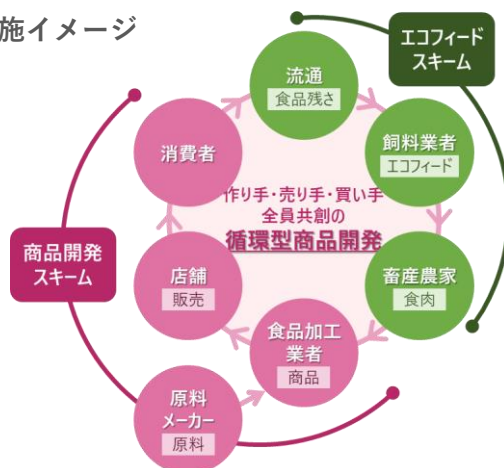 施イメージ
エコフィード
スキーム
流通
食品残さ
飼料業者
エコフィード
消費者
作り手・売り手・買い手
全員共創の
循環型商品開発
商品開発
スキーム
店舗
販売
畜産農家
食肉
食品加工
業者
商品
原料
メーカー
原料